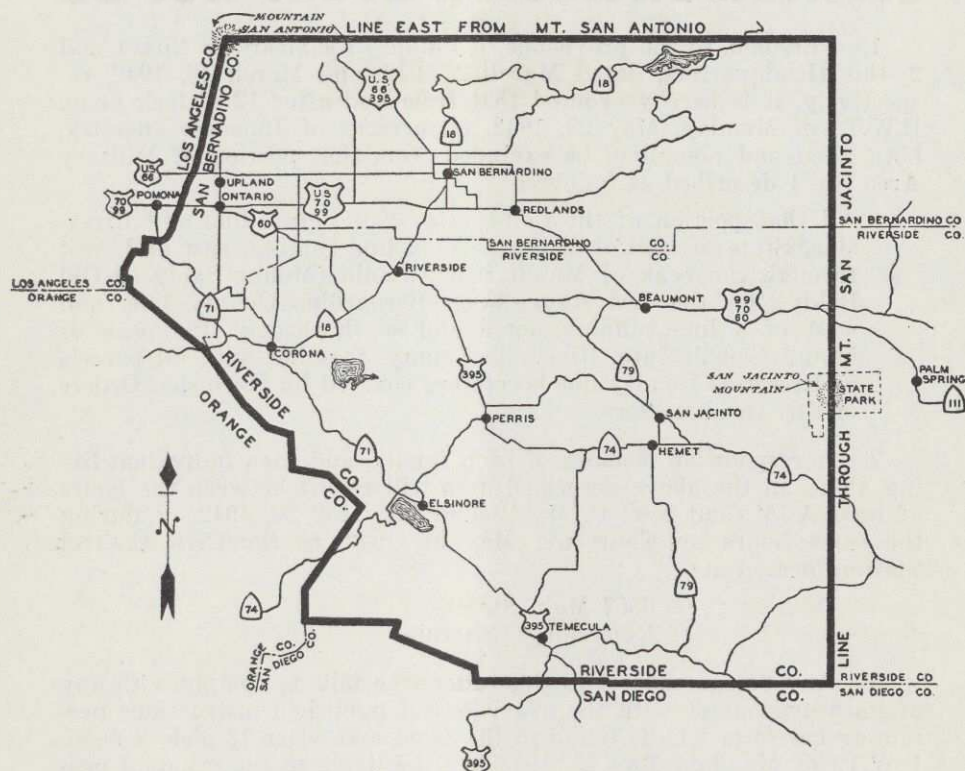 MOUNTAIN
SAN ANTONIO
LINE EAST FROM MT. SAN ANTONIO
LOS ANGELES CO.
SAN BERNADINO CO.
U S
66
395
18
18
US
66
UPLAND
SAN BERNARDINO
70
99
POMONA
ONTARIO
U S
70
99
60
REDLANDS
SAN BERNARDINO CO.
RIVERSIDE CO.
SAN BERNARDINO CO
RIVERSIDE CO.
RIVERSIDE
LOS ANGELES CO.
ORANGE CO.
71
18
CORONA
BEAUMONT
99
70
60
RIVERSIDE CO.
ORANGE CO.
395
79
SAN JACINTO
MOUNTAIN
STATE
PARK
PALM
SPRING
111
PERRIS
SAN JACINTO
71
74
HEMET
74
ELSINORE
N
74
79
395
TEMECULA
ORANGE CO.
SAN DIEGO CO.
RIVERSIDE CO.
SAN DIEGO CO.
RIVERSIDE CO
SAN DIEGO CO.
395
LINE THROUGH MT. SAN JACINTO